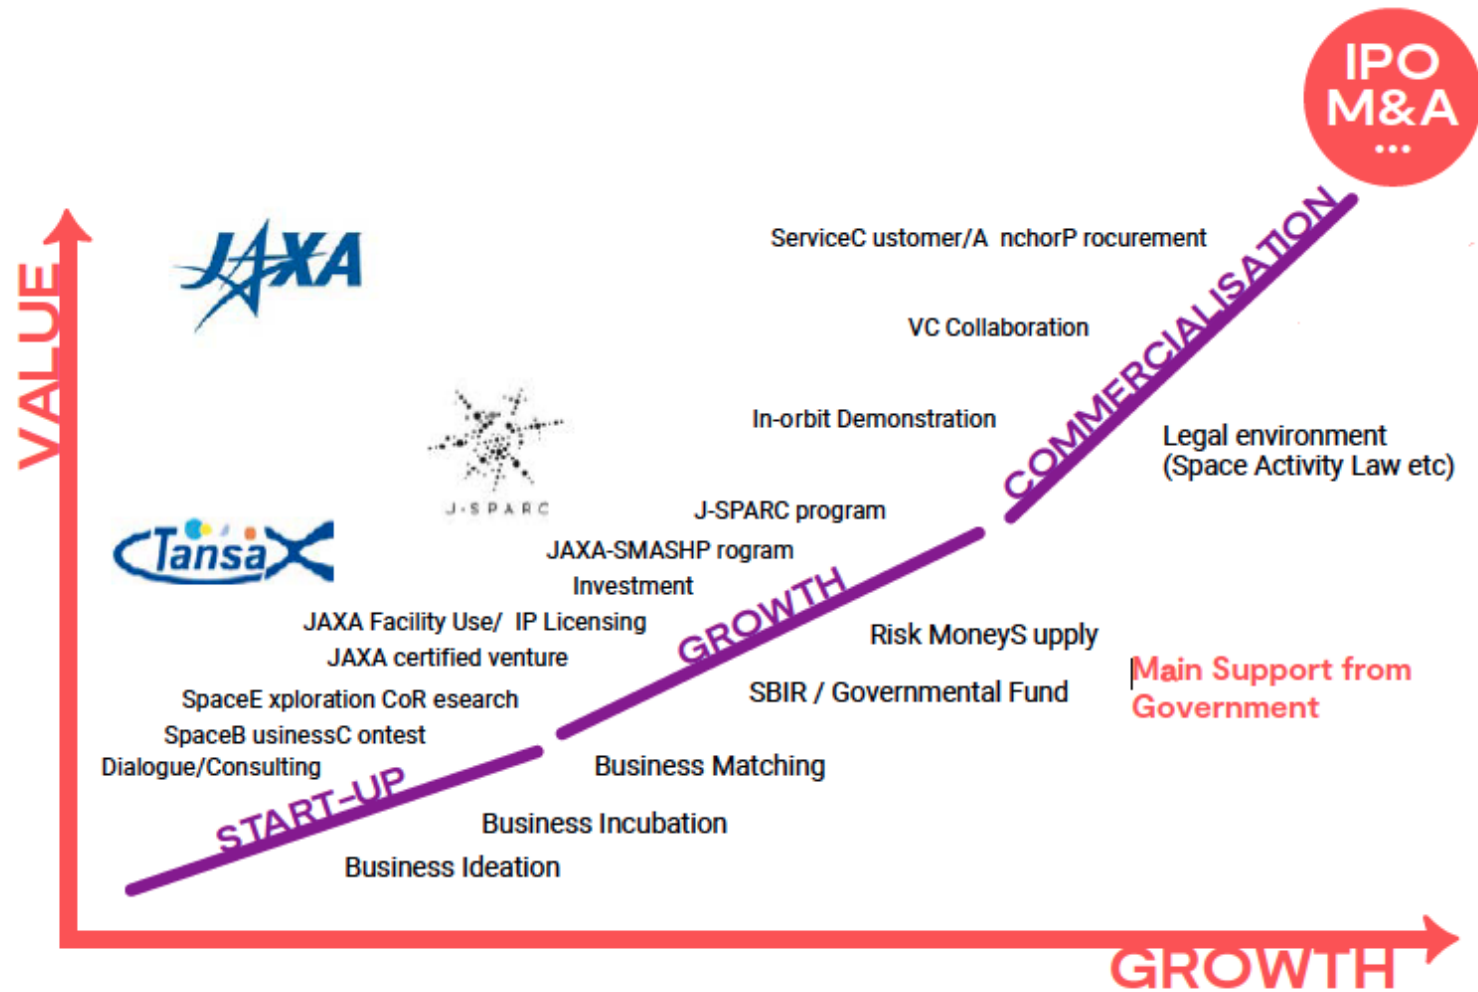 IPO
M&A
...
VALUE
JAXA
ServiceC ustomer/A nchorP rocurement
VC Collaboration
In-orbit Demonstration
COMMERCIALISATION
Legal environment
(Space Activity Law etc)
J-SPARC
J-SPARC program
Tansa X
JAXA-SMASHP rogram
Investment
GROWTH
JAXA Facility Use/ IP Licensing
JAXA certified venture
Risk MoneyS upply
SpaceE xploration CoR esearch
SBIR / Governmental Fund
Main Support from
Government
SpaceB usinessC ontest
Dialogue/Consulting
START-UP
Business Matching
Business Incubation
Business Ideation
GROWTH